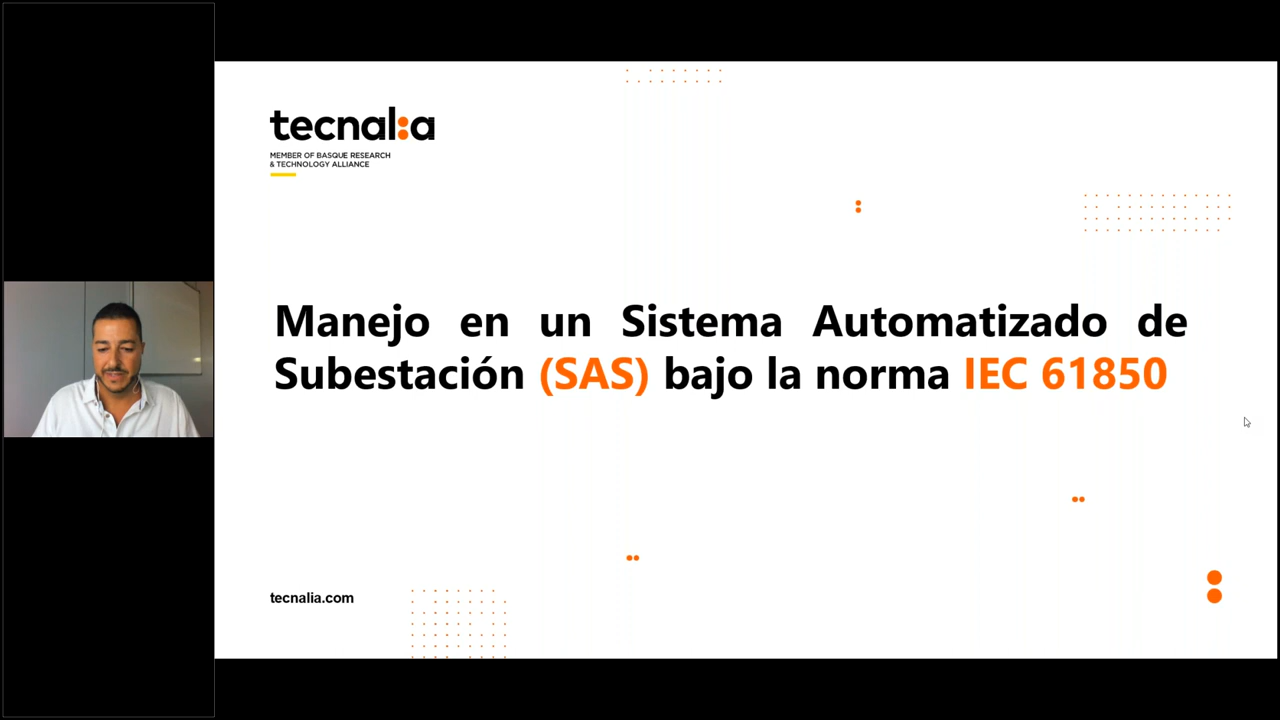 tecnalia
MEMBER OF BASQUE RESEARCH
& TECHNOLOGY ALLIANCE
Manejo en un Sistema Automatizado de
Subestación (SAS) bajo la norma IEC 61850
tecnalia.com